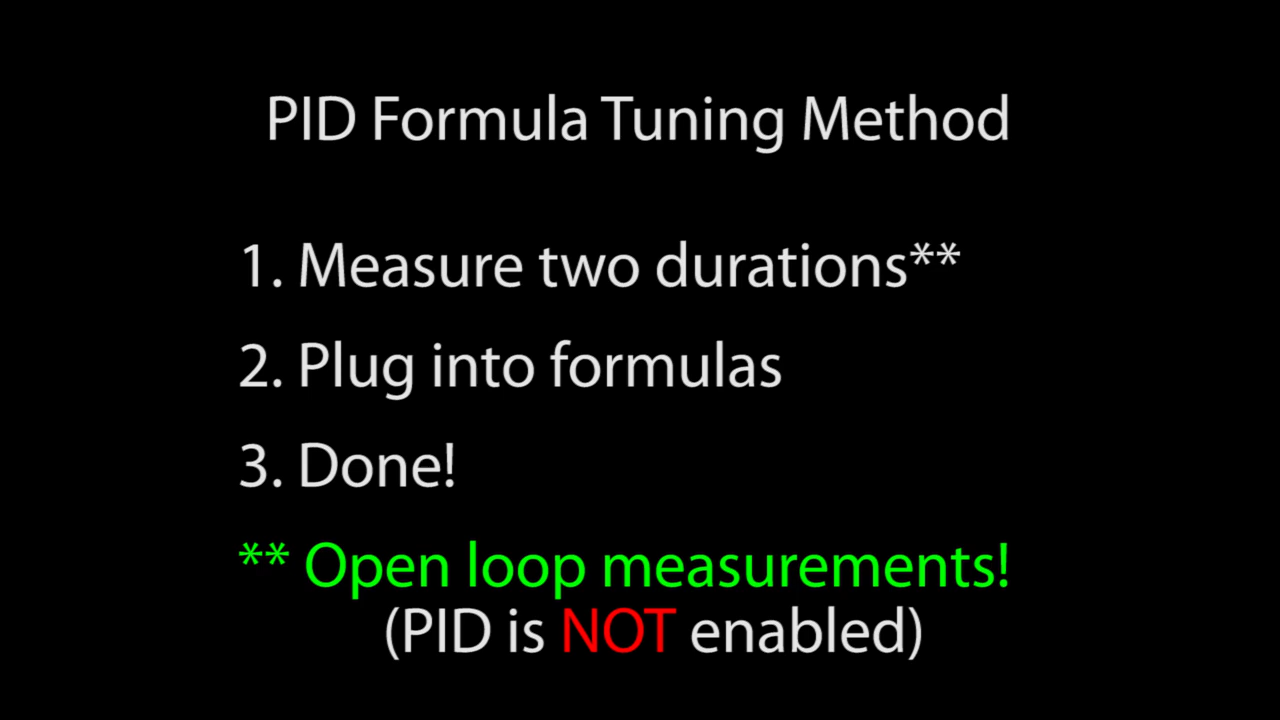 PID Formula Tuning Method
1. Measure two durations**
2. Plug into formulas
3. Done!
** Open loop measurements!
(PID is NOT enabled)